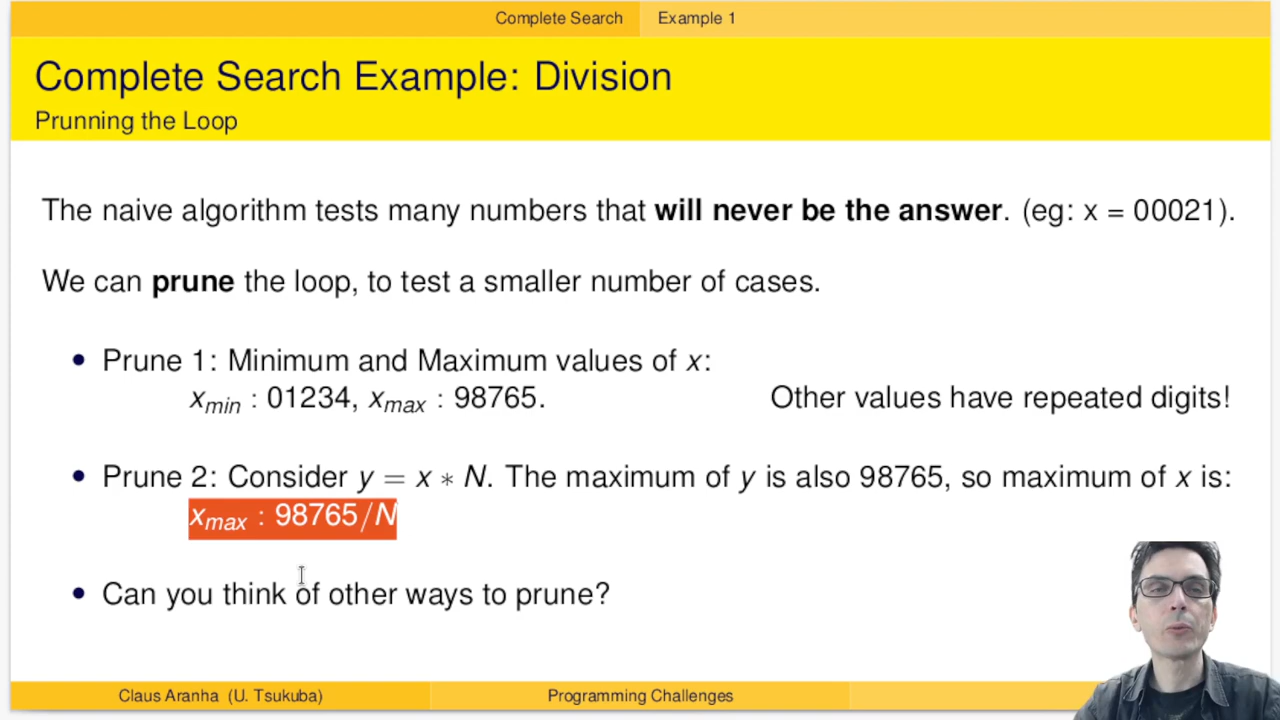 Complete Search Example 1
Complete Search Example: Division
Prunning the Loop
The naive algorithm tests many numbers that will never be the answer. (eg: x = 00021).
We can prune the loop, to test a smaller number of cases.
• Prune 1: Minimum and Maximum values of x:
xmin : 01234, xmax : 98765. Other values have repeated digits!
• Prune 2: Consider y = x ∗ N. The maximum of y is also 98765, so maximum of x is:
xmax : 98765/N
• Can you think of other ways to prune?
Claus Aranha (U. Tsukuba) Programming Challenges